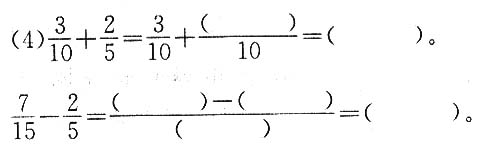 (4) 3/10 + 2/5 = 3/10 + (    )/10 = (    )。
7/15 - 2/5 = (    )-(    )/(    ) = (    )。